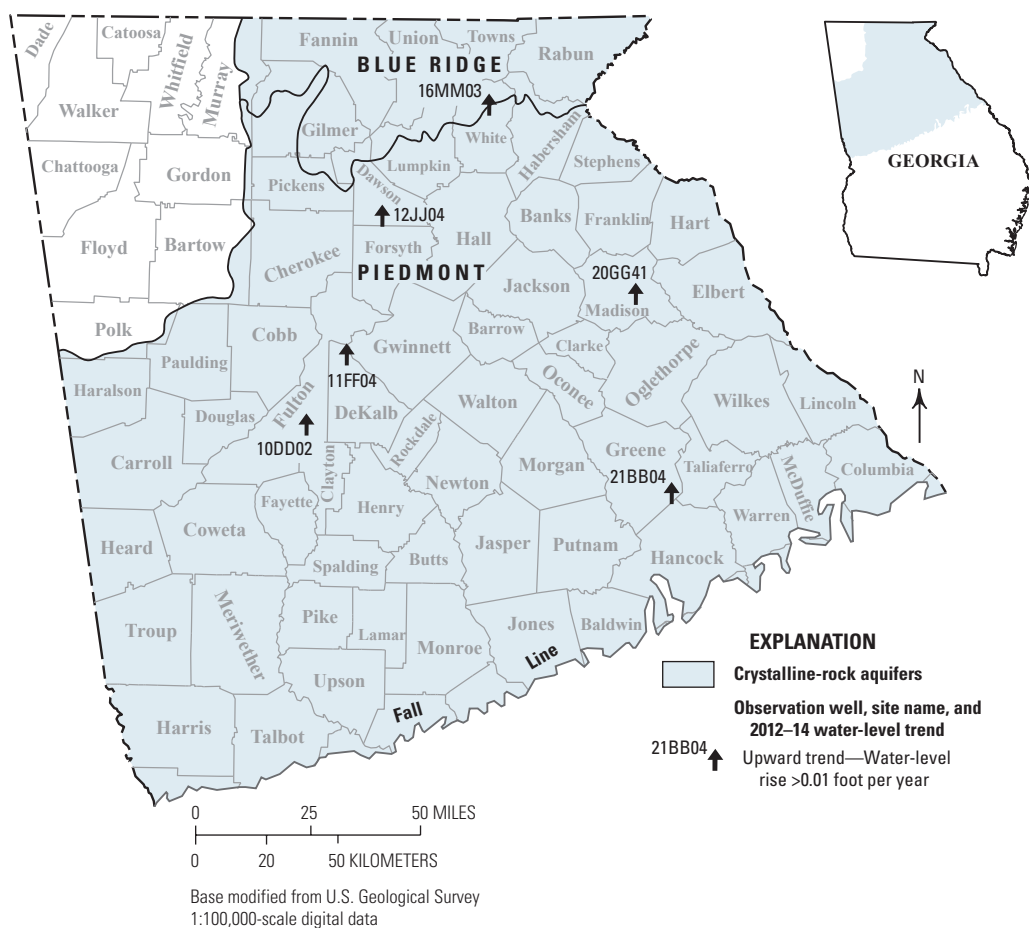 Dade
Catoosa
Whitfield
Murray
Fannin
Union
Towns
Rabun
BLUE RIDGE
16MM03
Walker
Gilmer
White
Habersham
GEORGIA
Chattooga
Gordon
Pickens
Dawson
Lumpkin
Stephens
12JJ04
Banks
Franklin
Hart
Floyd
Bartow
Cherokee
Forsyth
Hall
PIEDMONT
20GG41
Jackson
Madison
Elbert
Polk
Paulding
Cobb
Gwinnett
Barrow
Clarke
Haralson
11FF04
Oconee
Oglethorpe
N
Douglas
Fulton
DeKalb
Walton
Wilkes
Lincoln
10DD02
Rockdale
Carroll
Clayton
Newton
Morgan
Greene
21BB04
Taliaferro
McDuffie
Columbia
Fayette
Henry
Warren
Coweta
Heard
Spalding
Butts
Jasper
Putnam
Hancock
Troup
Meriwether
Pike
Lamar
Monroe
Jones
Baldwin
Fall Line
Upson
Harris
Talbot
EXPLANATION
Crystalline-rock aquifers
Observation well, site name, and
2012–14 water-level trend
21BB04
Upward trend—Water-level
rise >0.01 foot per year
0 25 50 MILES
0 20 50 KILOMETERS
Base modified from U.S. Geological Survey
1:100,000-scale digital data